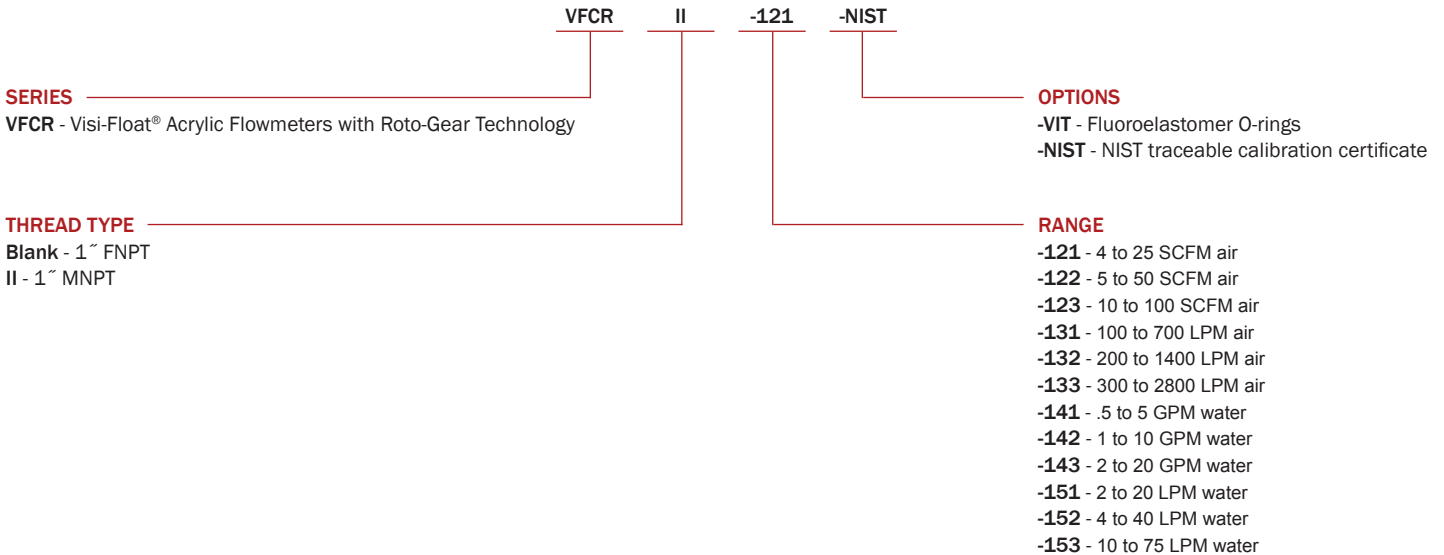 VFCR II -121 -NIST
SERIES
VFCR - Visi-Float® Acrylic Flowmeters with Roto-Gear Technology
THREAD TYPE
Blank - 1˝ FNPT
II - 1˝ MNPT
OPTIONS
-VIT - Fluoroelastomer O-rings
-NIST - NIST traceable calibration certificate
RANGE
-121 - 4 to 25 SCFM air
-122 - 5 to 50 SCFM air
-123 - 10 to 100 SCFM air
-131 - 100 to 700 LPM air
-132 - 200 to 1400 LPM air
-133 - 300 to 2800 LPM air
-141 - .5 to 5 GPM water
-142 - 1 to 10 GPM water
-143 - 2 to 20 GPM water
-151 - 2 to 20 LPM water
-152 - 4 to 40 LPM water
-153 - 10 to 75 LPM water